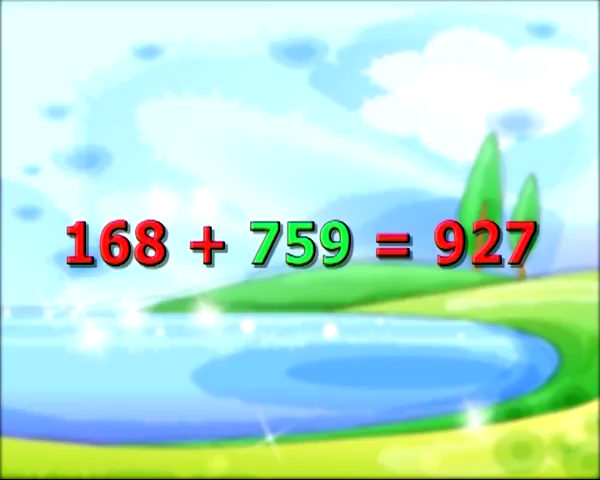 168 + 759 = 927